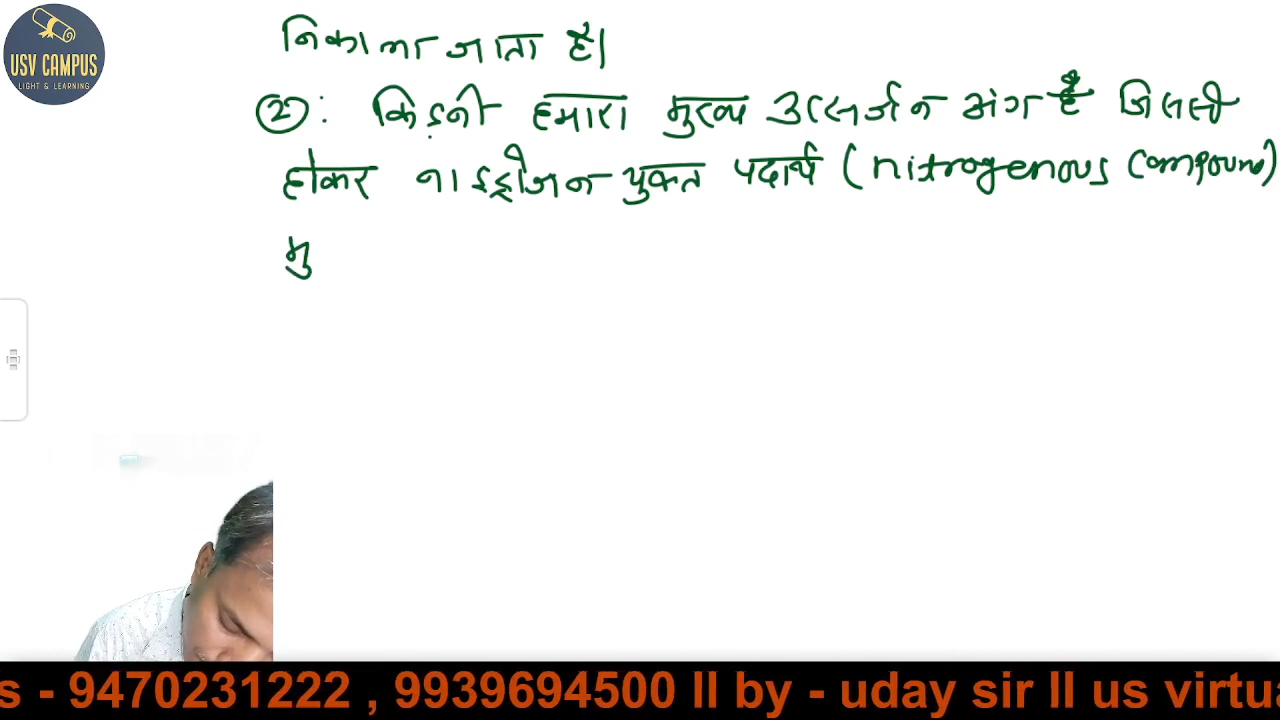 USV CAMPUS
LIGHT & LEARNING
निकाला जाता है।
(2): किडनी हमारा मुख्य उत्सर्जन अंग है जिससे
होकर नाइट्रोजन युक्त पदार्थ (nitrogenous Compound)
मु
s - 9470231222 , 9939694500 ll by - uday sir ll us virtua